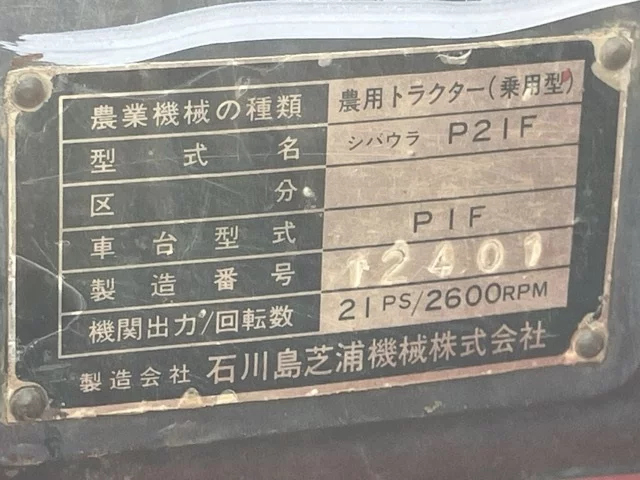 農業機械の種類 農用トラクター(乗用型)
型式名 シバウラ P21F
区分
車台型式 P1F
製造番号 12401
機関出力/回転数 21PS/2600RPM
製造会社 石川島芝浦機械株式会社